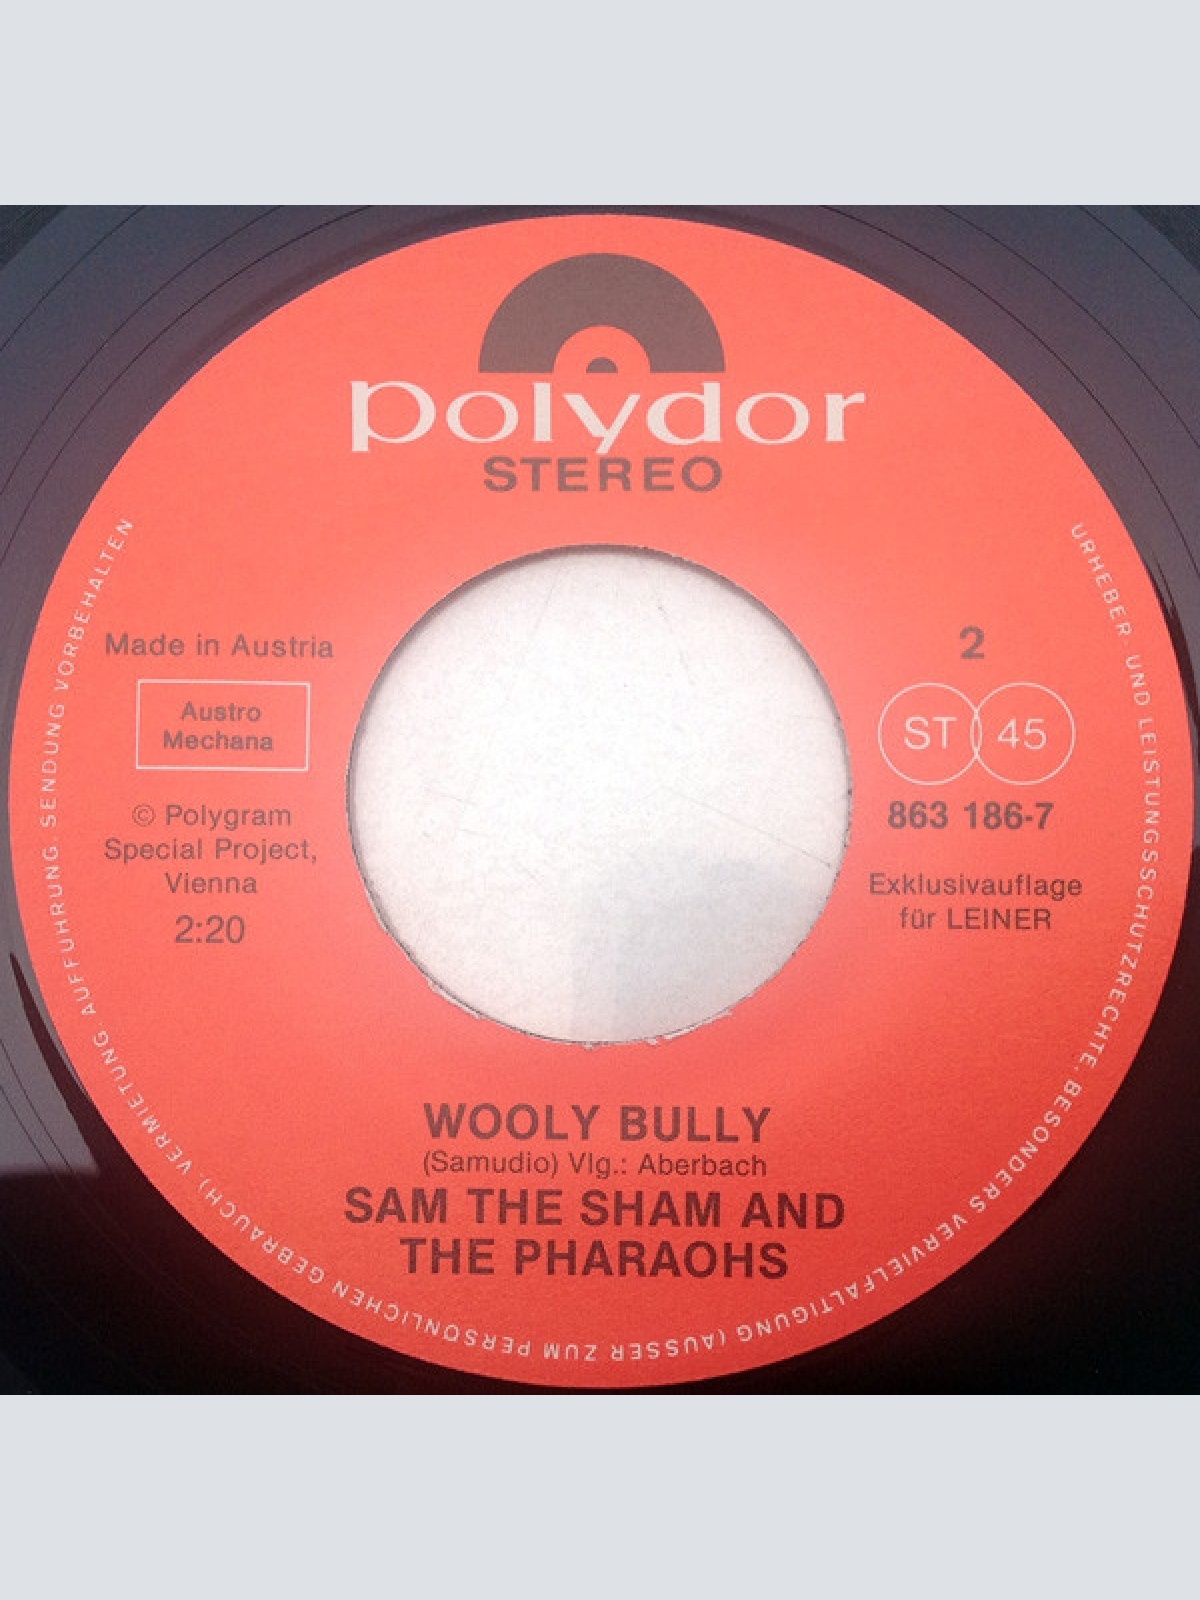 polydor
STEREO
Made in Austria
Austro
Mechana
© Polygram
Special Project,
Vienna
2:20
2
ST 45
863 186-7
Exklusivauflage
für LEINER
WOOLY BULLY
(Samudio) Vlg.: Aberbach
SAM THE SHAM AND
THE PHARAOHS
URHEBER- UND LEISTUNGSSCHUTZRECHTE, BESONDERS VERVIELFÄLTIGUNG (AUSSER ZUM PERSÖNLICHEN GEBRAUCH), VERMIETUNG AUFFÜHRUNG, SENDUNG VORBEHALTEN